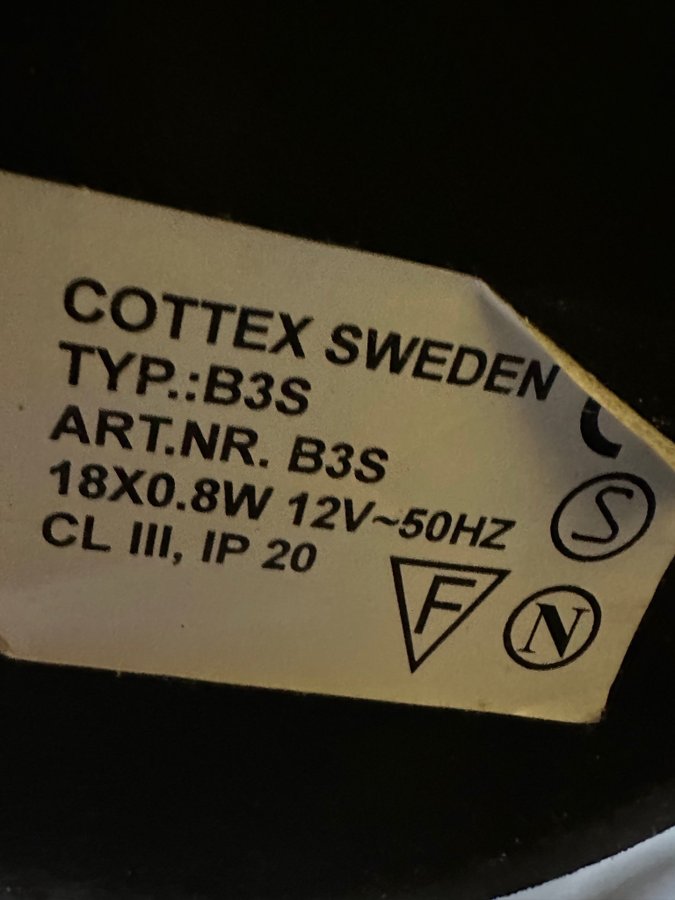 COTTEX SWEDEN
TYP.:B3S
ART.NR. B3S
18X0.8W 12V~50HZ
CL III, IP 20
S
F
N